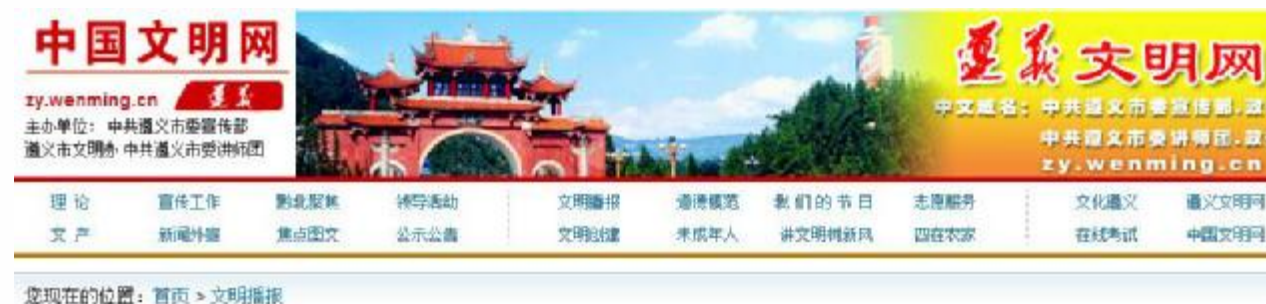 中国文明网
zy.wenming.cn 遵义
主办单位：中共遵义市委宣传部
遵义市文明办 中共遵义市委讲师团
遵义文明网
中文域名：中共遵义市委宣传部.政
中共遵义市委讲师团.政
zy.wenming.cn
理论 宣传工作 黔北聚焦 领导活动 文明播报 道德模范 我们的节日 志愿服务 文化遵义 遵义文明网
文产 新闻外宣 焦点图文 公示公告 文明创建 未成年人 讲文明树新风 四在农家 在线考试 中国文明网
您现在的位置：首页 > 文明播报